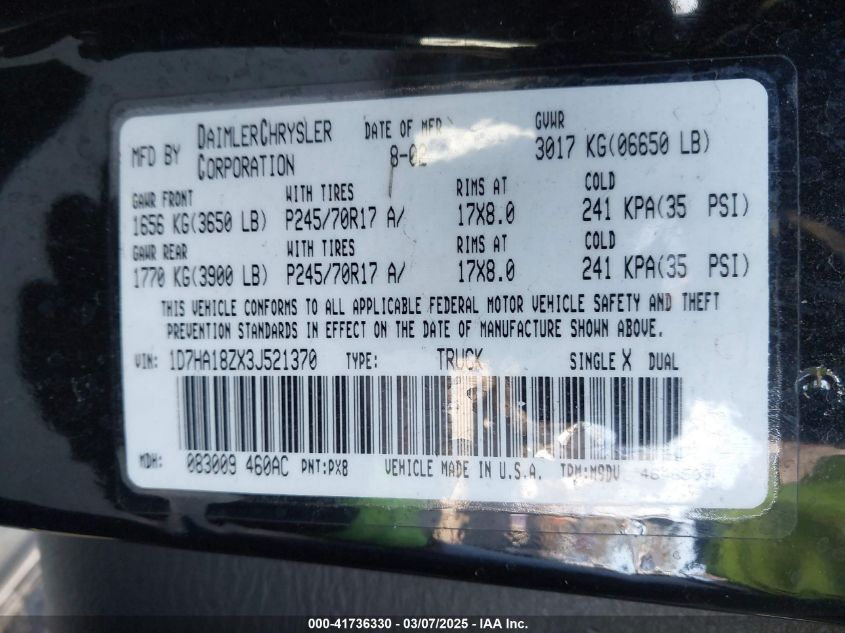 MFD BY DAIMLERCHRYSLER CORPORATION DATE OF MFR 8-02 GVWR 3017 KG(06650 LB)
GAWR FRONT WITH TIRES RIMS AT COLD
1656 KG(3650 LB) P245/70R17 A/ 17X8.0 241 KPA(35 PSI)
GAWR REAR WITH TIRES RIMS AT COLD
1770 KG(3900 LB) P245/70R17 A/ 17X8.0 241 KPA(35 PSI)
THIS VEHICLE CONFORMS TO ALL APPLICABLE FEDERAL MOTOR VEHICLE SAFETY AND THEFT
PREVENTION STANDARDS IN EFFECT ON THE DATE OF MANUFACTURE SHOWN ABOVE.
VIN: 1D7HA18ZX3J521370 TYPE: TRUCK SINGLE X DUAL
MDH: 083009 460AC PNT:PX8 VEHICLE MADE IN U.S.A. TPM:MSDV
000-41736330 - 03/07/2025 - IAA Inc.